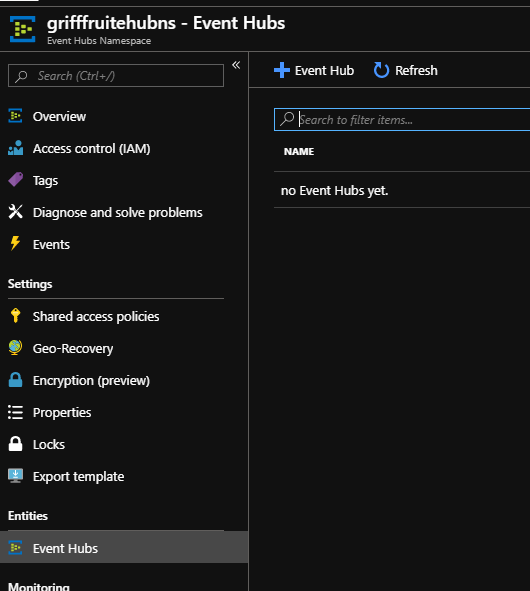 grifffruitehubns - Event Hubs
Event Hubs Namespace
Search (Ctrl+/)
«
Overview
Access control (IAM)
Tags
Diagnose and solve problems
Events
Settings
Shared access policies
Geo-Recovery
Encryption (preview)
Properties
Locks
Export template
Entities
Event Hubs
Monitoring
Event Hub
Refresh
Search to filter items...
NAME
no Event Hubs yet.